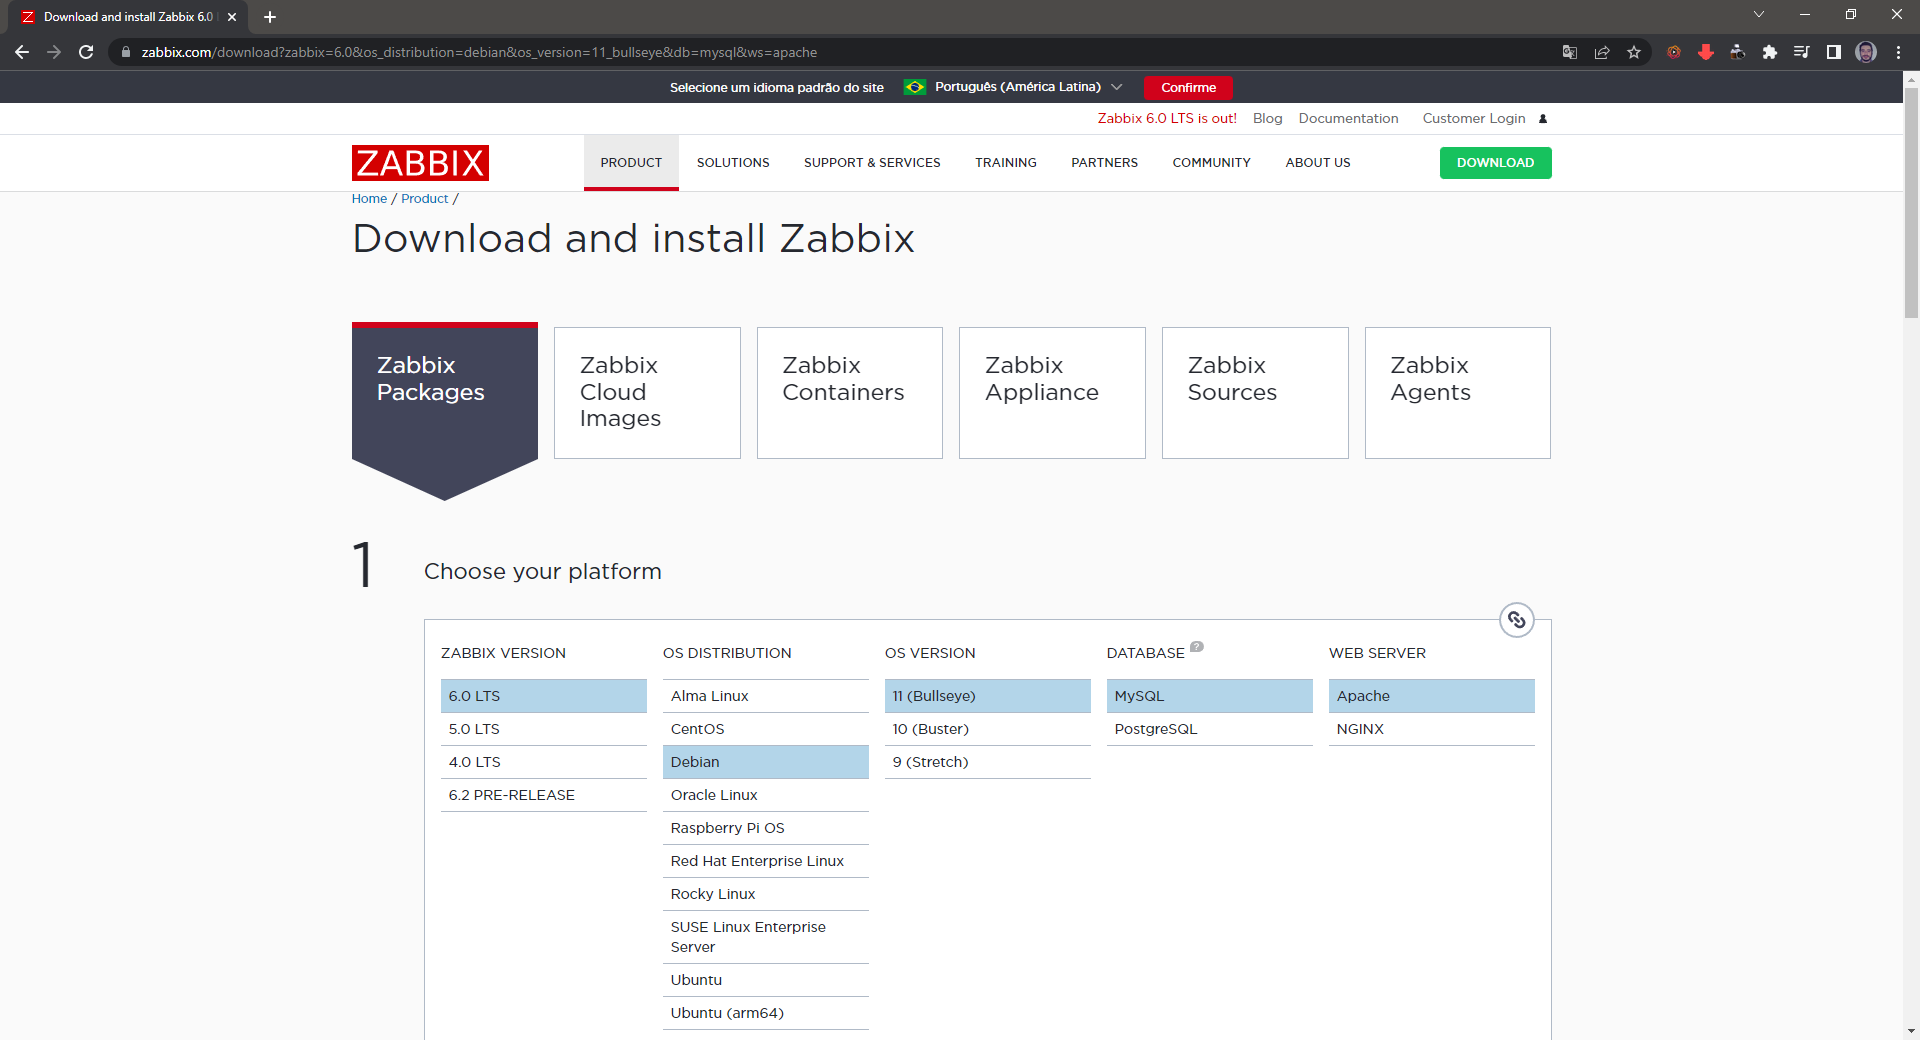 Download and install Zabbix 6.0
zabbix.com/download?zabbix=6.0&os_distribution=debian&os_version=11_bullseye&db=mysql&ws=apache
Selecione um idioma padrão do site
Português (América Latina)
Confirme
Zabbix 6.0 LTS is out!
Blog
Documentation
Customer Login
ZABBIX
PRODUCT
SOLUTIONS
SUPPORT & SERVICES
TRAINING
PARTNERS
COMMUNITY
ABOUT US
DOWNLOAD
Home / Product /
Download and install Zabbix
Zabbix
Packages
Zabbix
Cloud
Images
Zabbix
Containers
Zabbix
Appliance
Zabbix
Sources
Zabbix
Agents
1
Choose your platform
ZABBIX VERSION
6.0 LTS
5.0 LTS
4.0 LTS
6.2 PRE-RELEASE
OS DISTRIBUTION
Alma Linux
CentOS
Debian
Oracle Linux
Raspberry Pi OS
Red Hat Enterprise Linux
Rocky Linux
SUSE Linux Enterprise
Server
Ubuntu
Ubuntu (arm64)
OS VERSION
11 (Bullseye)
10 (Buster)
9 (Stretch)
DATABASE ?
MySQL
PostgreSQL
WEB SERVER
Apache
NGINX